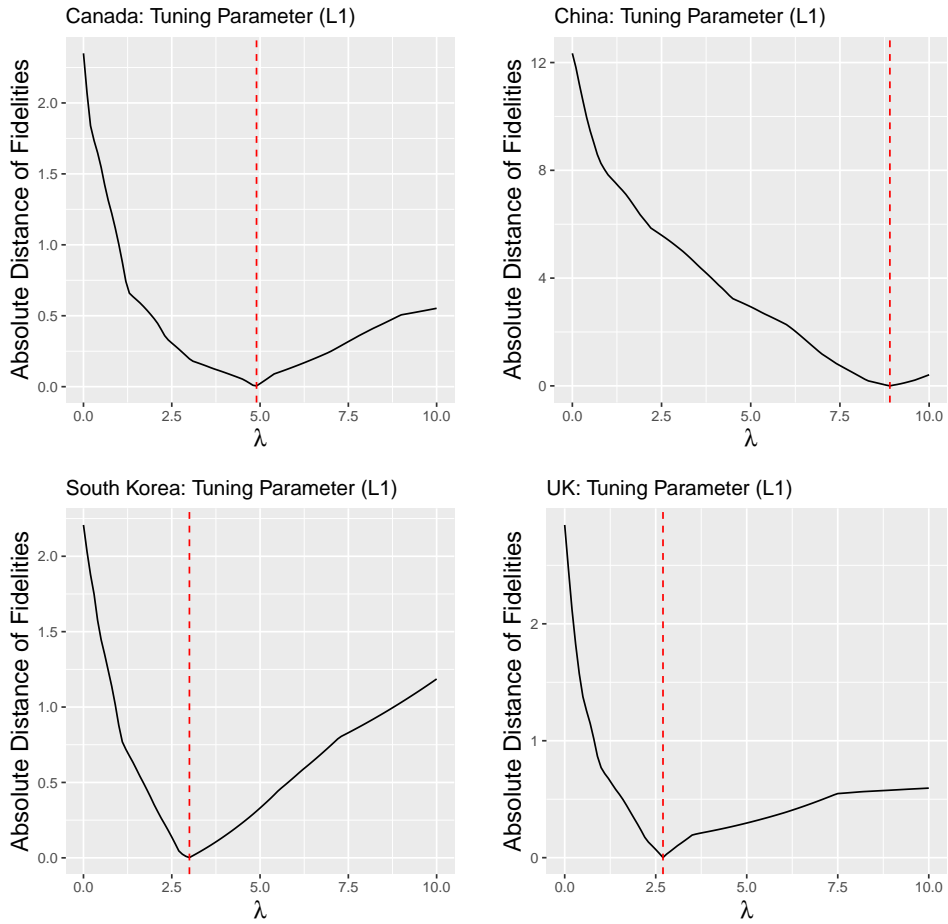 Canada: Tuning Parameter (L1)
Absolute Distance of Fidelities
2.0
1.5
1.0
0.5
0.0
0.0 2.5 5.0 7.5 10.0
λ
China: Tuning Parameter (L1)
Absolute Distance of Fidelities
12
8
4
0
0.0 2.5 5.0 7.5 10.0
λ
South Korea: Tuning Parameter (L1)
Absolute Distance of Fidelities
2.0
1.5
1.0
0.5
0.0
0.0 2.5 5.0 7.5 10.0
λ
UK: Tuning Parameter (L1)
Absolute Distance of Fidelities
2
1
0
0.0 2.5 5.0 7.5 10.0
λ